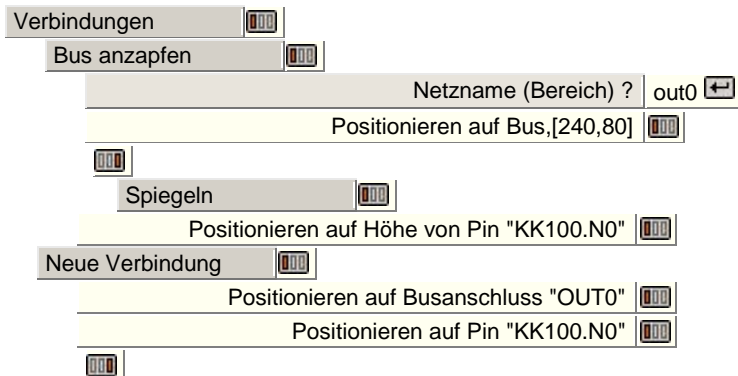 Verbindungen
Bus anzapfen
Netzname (Bereich) ? out0
Positionieren auf Bus,[240,80]
Spiegeln
Positionieren auf Höhe von Pin "KK100.N0"
Neue Verbindung
Positionieren auf Busanschluss "OUT0"
Positionieren auf Pin "KK100.N0"